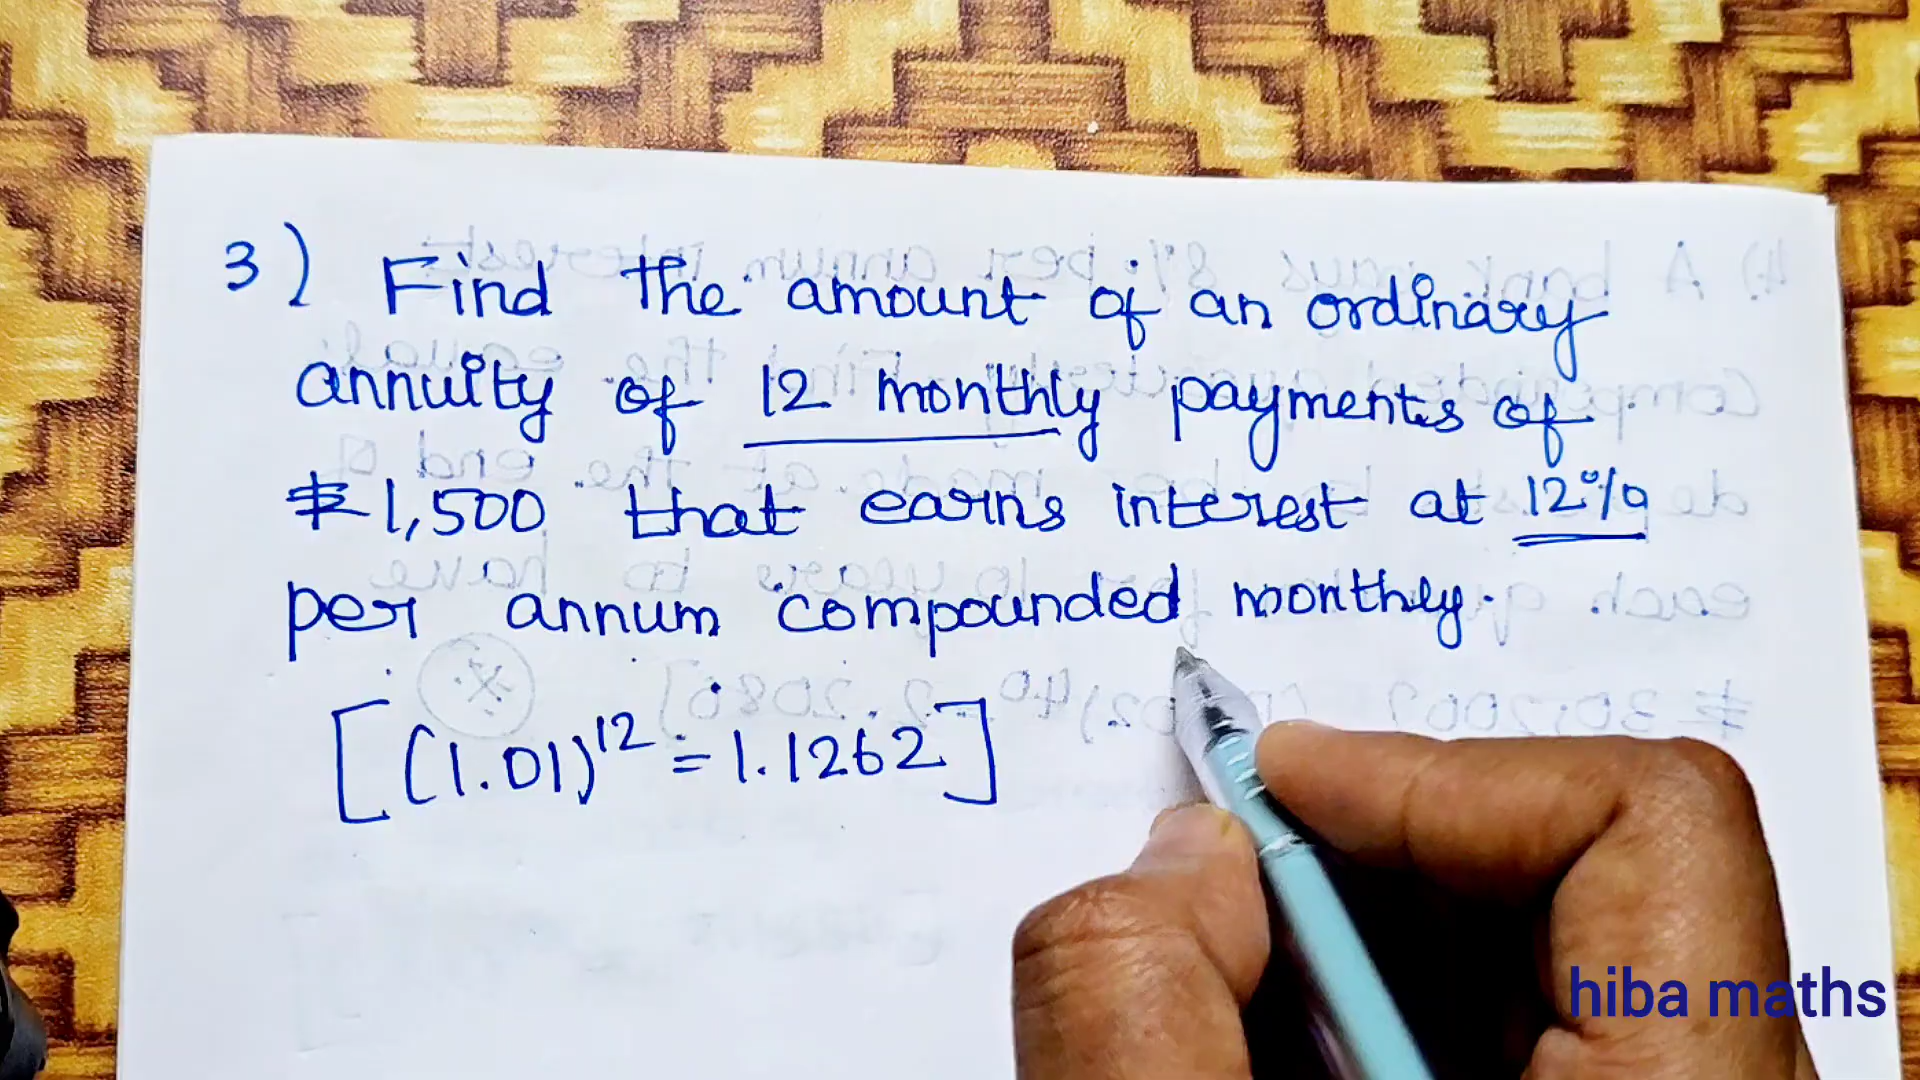 3) Find the amount of an ordinary
annuity of 12 monthly payments of
₹1,500 that earns interest at 12%
per annum compounded monthly.
[(1.01)^12 = 1.1262]
hiba maths